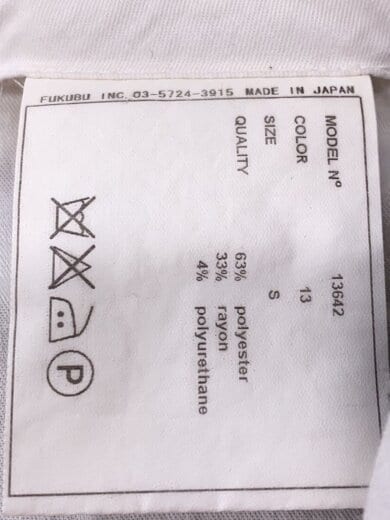 FUKUBU INC. 03-5724-3915 MADE IN JAPAN
MODEL Nº 13642
COLOR 13
SIZE S
QUALITY 63% polyester
33% rayon
4% polyurethane
P